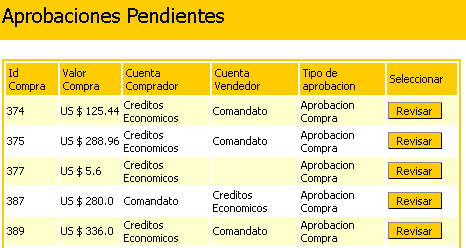 Aprobaciones Pendientes
Id Compra Valor Compra Cuenta Comprador Cuenta Vendedor Tipo de aprobacion Seleccionar
374 US $ 125.44 Creditos Economicos Comandato Aprobacion Compra Revisar
375 US $ 288.96 Creditos Economicos Comandato Aprobacion Compra Revisar
377 US $ 5.6 Creditos Economicos Aprobacion Compra Revisar
387 US $ 280.0 Comandato Creditos Economicos Aprobacion Compra Revisar
389 US $ 336.0 Creditos Economicos Comandato Aprobacion Compra Revisar